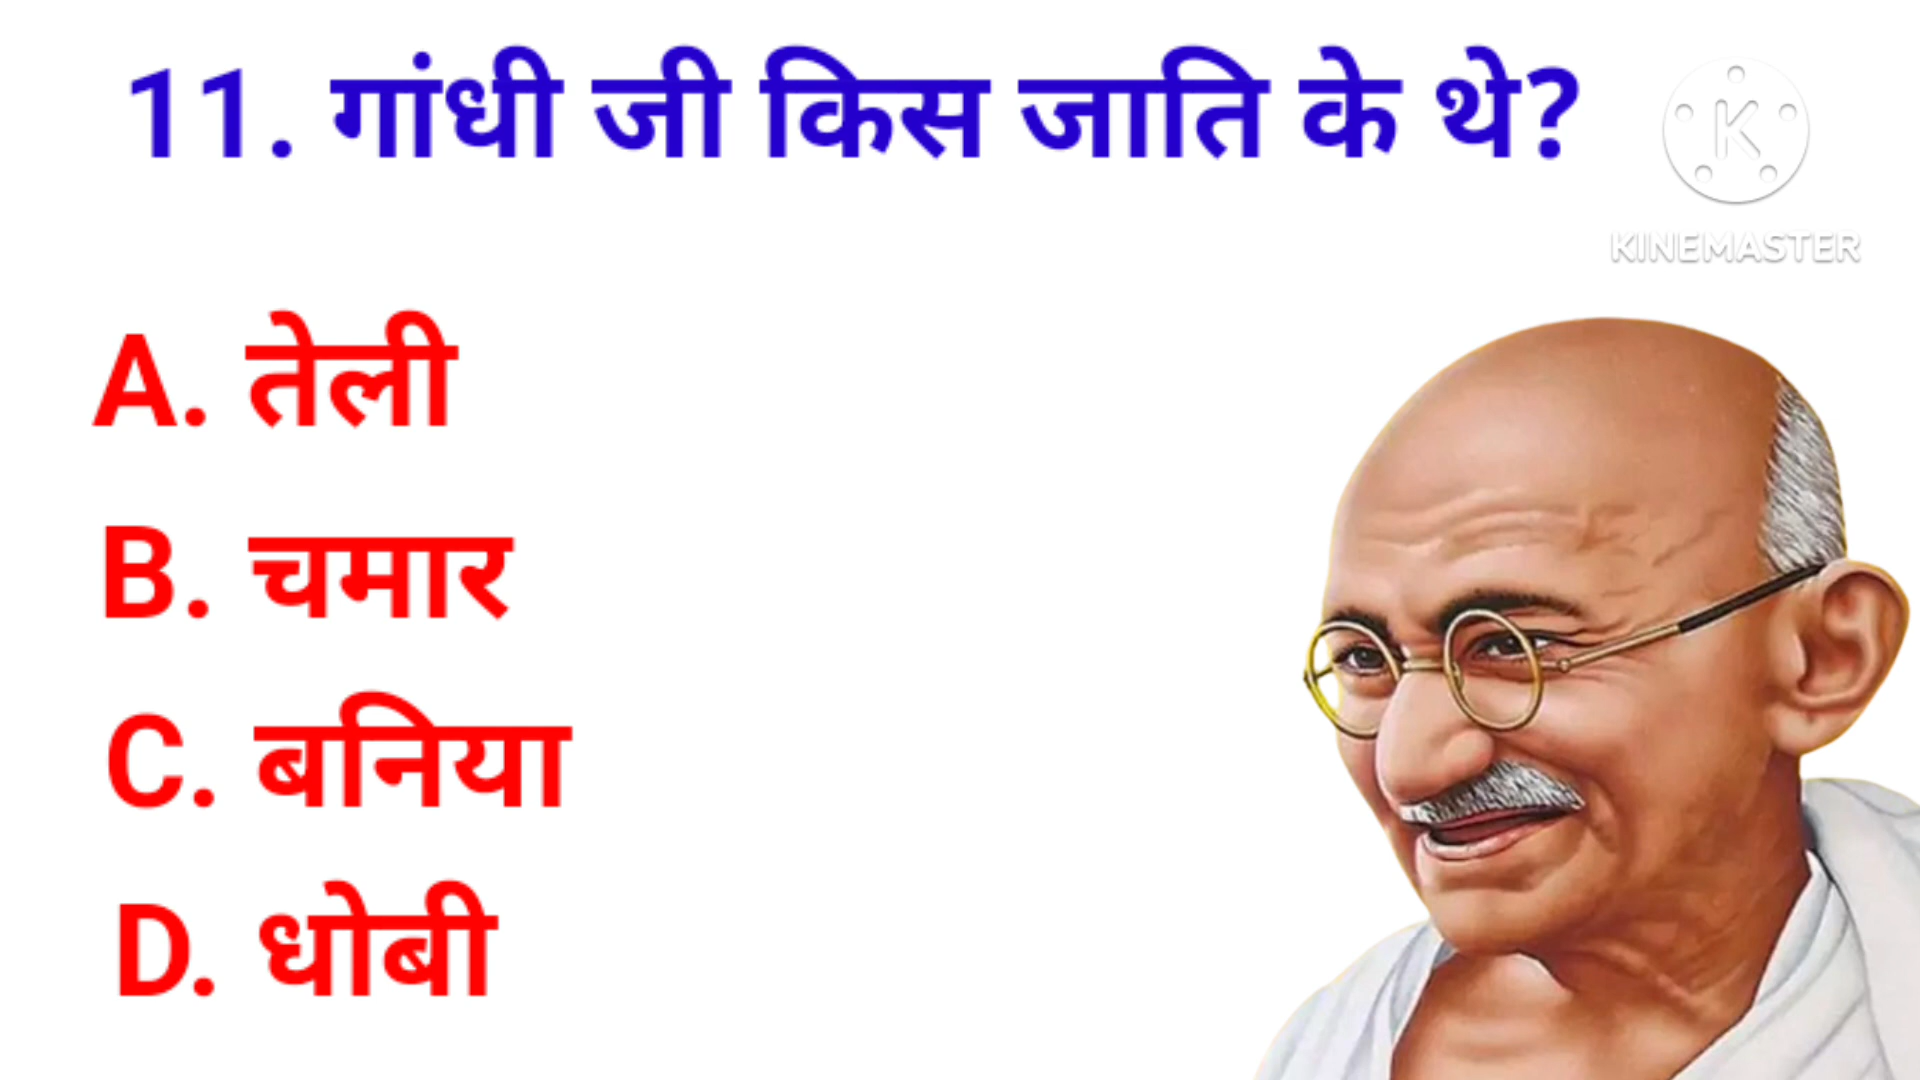 11. गांधी जी किस जाति के थे?
K
KINEMASTER
A. तेली
B. चमार
C. बनिया
D. धोबी